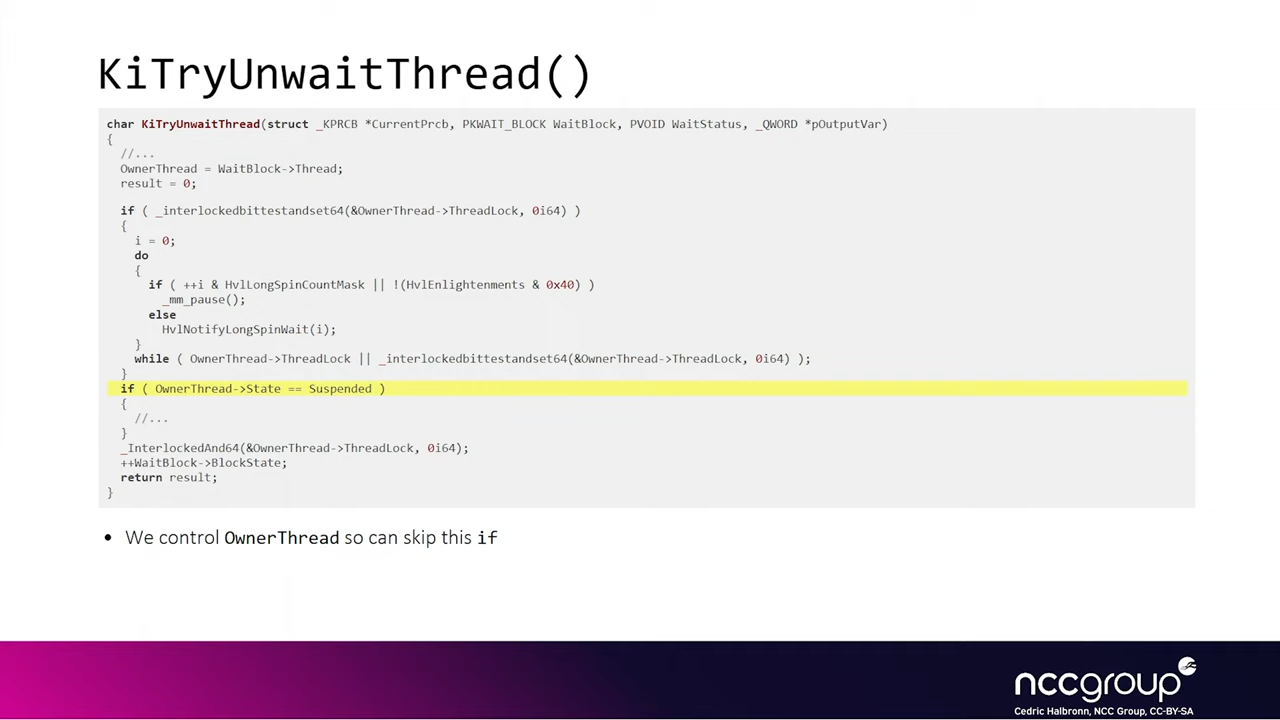 KiTryUnwaitThread()
char KiTryUnwaitThread(struct _KPRCB *CurrentPrcb, PKWAIT_BLOCK WaitBlock, PVOID WaitStatus, _QWORD *pOutputVar)
{
//...
OwnerThread = WaitBlock->Thread;
result = 0;
if ( _interlockedbittestandset64(&OwnerThread->ThreadLock, 0i64) )
{
i = 0;
do
{
if ( ++i & HvlLongSpinCountMask || !(HvlEnlightenments & 0x40) )
_mm_pause();
else
HvlNotifyLongSpinWait(i);
}
while ( OwnerThread->ThreadLock || _interlockedbittestandset64(&OwnerThread->ThreadLock, 0i64) );
}
if ( OwnerThread->State == Suspended )
{
//...
}
_InterlockedAnd64(&OwnerThread->ThreadLock, 0i64);
++WaitBlock->BlockState;
return result;
}
• We control OwnerThread so can skip this if
nccgroup
Cedric Halbronn, NCC Group, CC-BY-SA